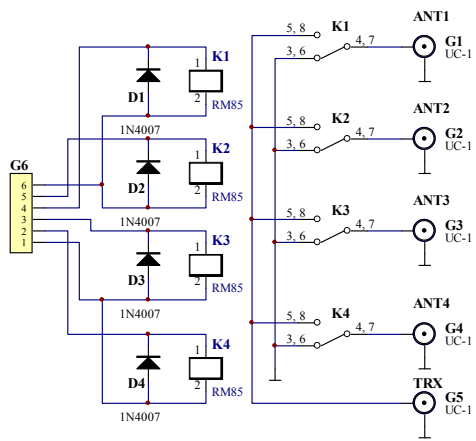 ANT1
K1
5, 8
4, 7
G1
3, 6
UC-1
1
K1
D1
2
RM85
1N4007
ANT2
K2
5, 8
4, 7
G2
3, 6
UC-1
G6
1
K2
6
5
4
3
2
1
D2
2
RM85
1N4007
ANT3
K3
5, 8
4, 7
G3
3, 6
UC-1
1
K3
D3
2
RM85
1N4007
ANT4
K4
5, 8
4, 7
G4
3, 6
UC-1
1
K4
D4
2
RM85
1N4007
TRX
G5
UC-1